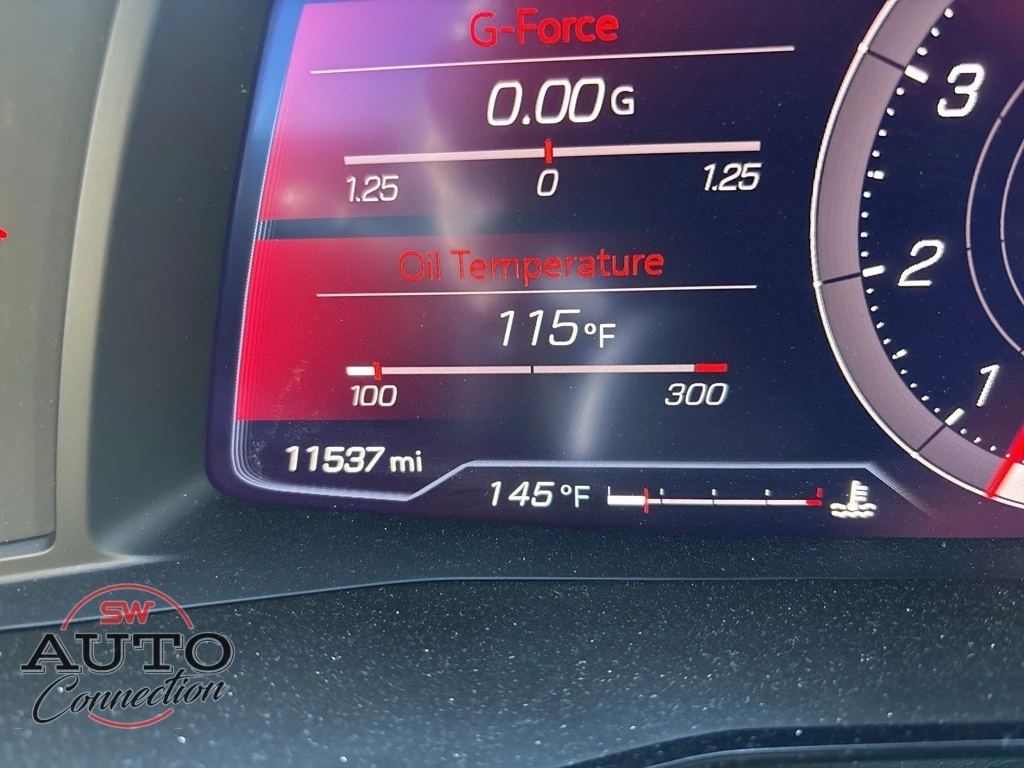 G-Force
0.00 G
1.25 0 1.25
Oil Temperature
115 °F
100 300
11537 mi
145 °F
3
2
1
SW
AUTO
Connection